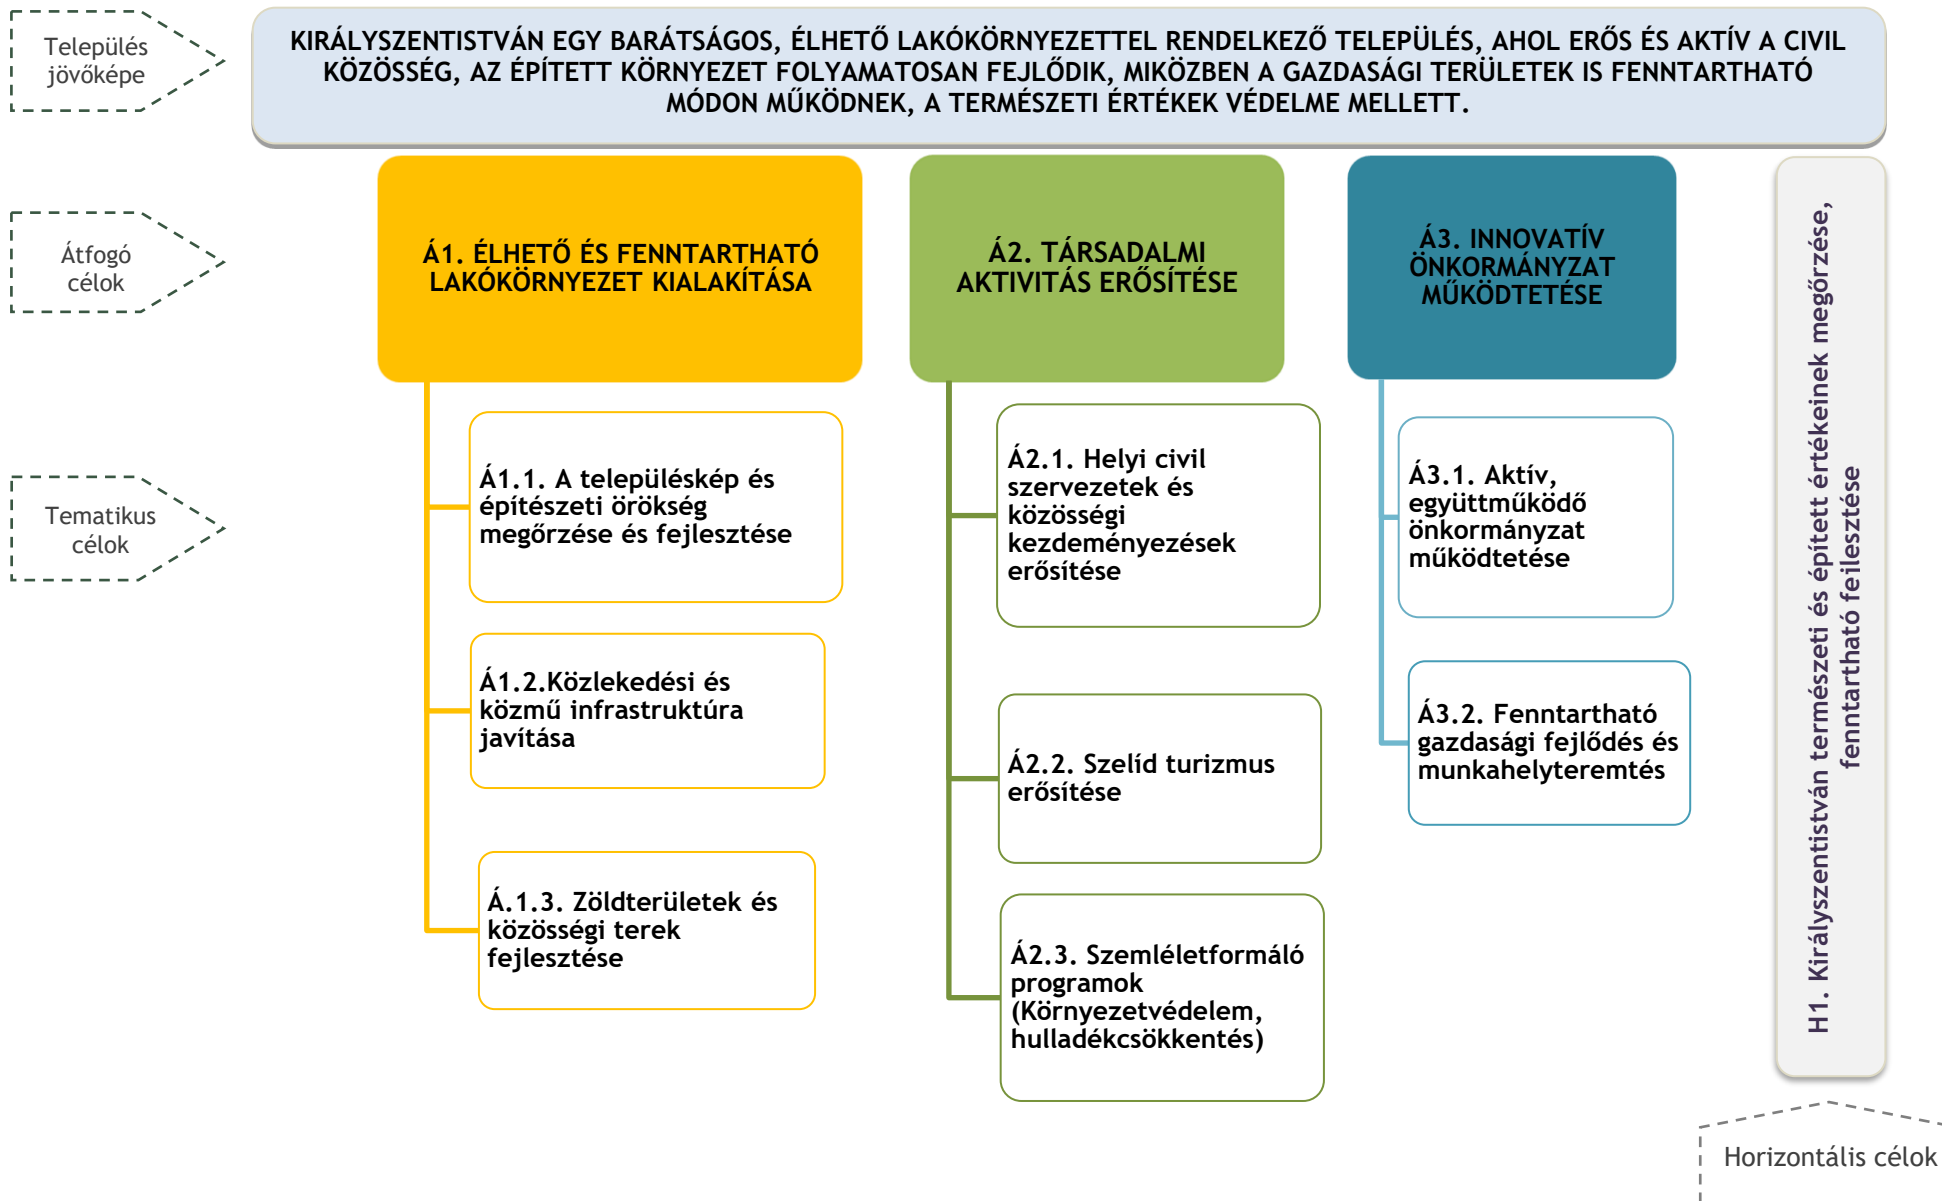 Település
jövőképe
KIRÁLYSZENTISTVÁN EGY BARÁTSÁGOS, ÉLHETŐ LAKÓKÖRNYEZETTEL RENDELKEZŐ TELEPÜLÉS, AHOL ERŐS ÉS AKTÍV A CIVIL
KÖZÖSSÉG, AZ ÉPÍTETT KÖRNYEZET FOLYAMATOSAN FEJLŐDIK, MIKÖZBEN A GAZDASÁGI TERÜLETEK IS FENNTARTHATÓ
MÓDON MŰKÖDNEK, A TERMÉSZETI ÉRTÉKEK VÉDELME MELLETT.
Átfogó
célok
Á1. ÉLHETŐ ÉS FENNTARTHATÓ
LAKÓKÖRNYEZET KIALAKÍTÁSA
Á2. TÁRSADALMI
AKTIVITÁS ERŐSÍTÉSE
Á3. INNOVATÍV
ÖNKORMÁNYZAT
MŰKÖDTETÉSE
Tematikus
célok
Á1.1. A településkép és
építészeti örökség
megőrzése és fejlesztése
Á1.2.Közlekedési és
közmű infrastruktúra
javítása
Á.1.3. Zöldterületek és
közösségi terek
fejlesztése
Á2.1. Helyi civil
szervezetek és
közösségi
kezdeményezések
erősítése
Á2.2. Szelíd turizmus
erősítése
Á2.3. Szemléletformáló
programok
(Környezetvédelem,
hulladékcsökkentés)
Á3.1. Aktív,
együttműködő
önkormányzat
működtetése
Á3.2. Fenntartható
gazdasági fejlődés és
munkahelyteremtés
H1. Királyszentistván természeti és épített értékeinek megőrzése,
fenntartható fejlesztése
Horizontális célok